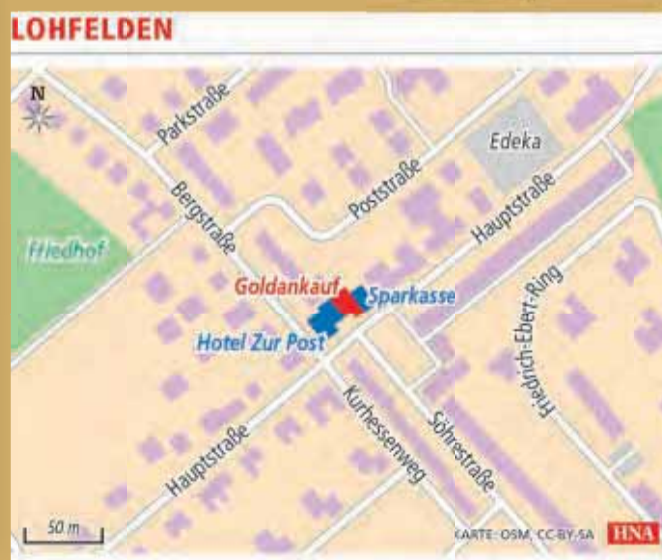 LOHFELDEN
N
Parkstraße
Edeka
Bergstraße
Poststraße
Hauptstraße
Friedhof
Goldankauf
Sparkasse
Hotel Zur Post
Friedrich-Ebert-Ring
Hauptstraße
Kurhessenweg
Söhrestraße
50 m
KARTE: OSM, CC-BY-SA
HNA